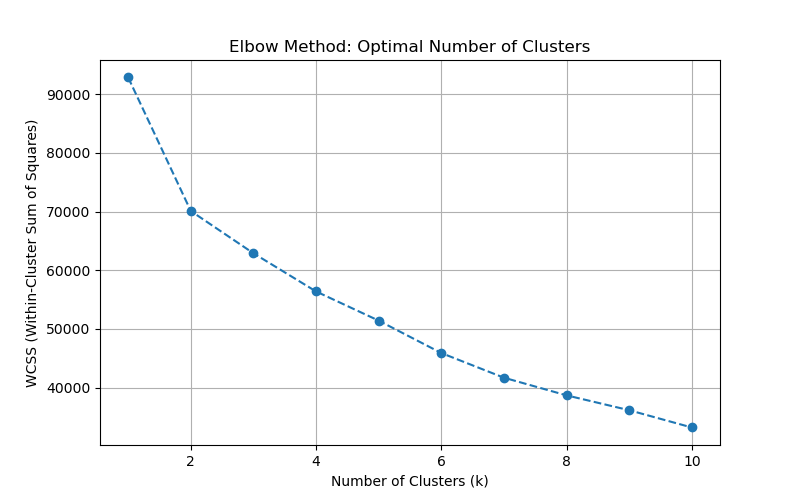 Elbow Method: Optimal Number of Clusters
WCSS (Within-Cluster Sum of Squares)
90000
80000
70000
60000
50000
40000
2 4 6 8 10
Number of Clusters (k)